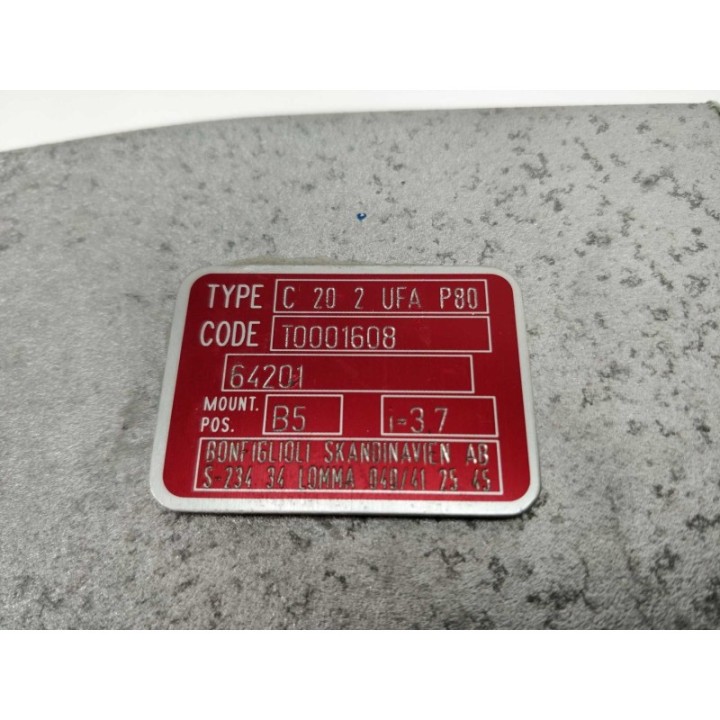 TYPE C 20 2 UFA P80
CODE T0001608
64201
MOUNT. POS. B5 i=3.7
BONFIGLIOLI SKANDINAVIEN AB
S-234 34 LOMMA 040/41 25 45